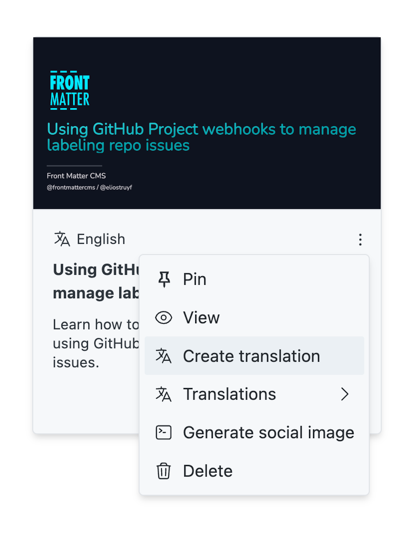 FRONT
MATTER
Using GitHub Project webhooks to manage
labeling repo issues
Front Matter CMS
@frontmattercms / @eliostruyf
English
Using GitHu
manage lab
Learn how to
using GitHub
issues.
Pin
View
Create translation
Translations
Generate social image
Delete